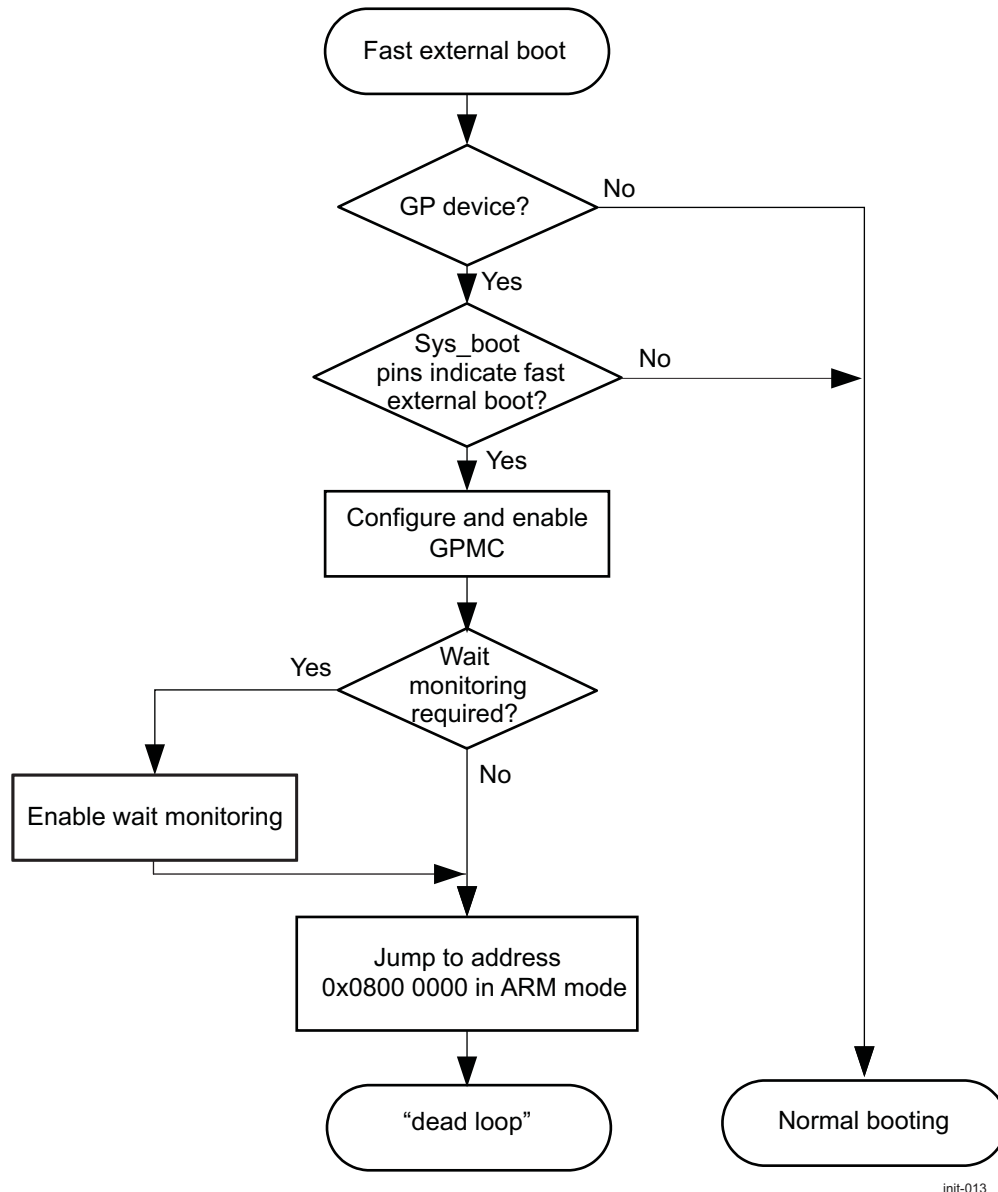 Fast external boot
GP device?
No
Yes
Sys_boot
pins indicate fast
external boot?
No
Yes
Configure and enable
GPMC
Wait
monitoring
required?
Yes
No
Enable wait monitoring
Jump to address
0x0800 0000 in ARM mode
“dead loop”
Normal booting
init-013